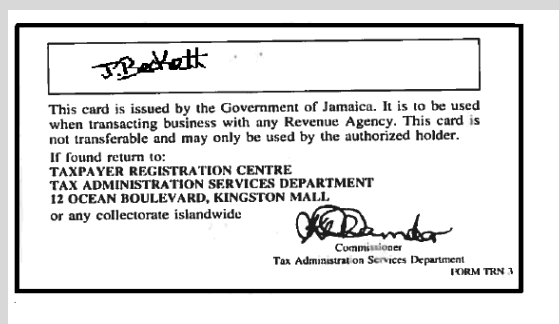 J. Beckett
This card is issued by the Government of Jamaica. It is to be used
when transacting business with any Revenue Agency. This card is
not transferable and may only be used by the authorized holder.
If found return to:
TAXPAYER REGISTRATION CENTRE
TAX ADMINISTRATION SERVICES DEPARTMENT
12 OCEAN BOULEVARD, KINGSTON MALL
or any collectorate islandwide
Commissioner
Tax Administration Services Department
FORM TRN 3